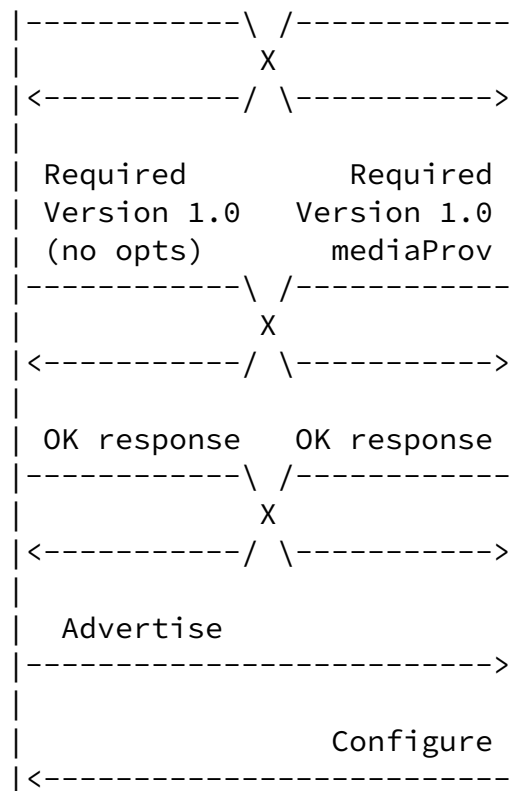 |------------\ /------------
|             X
|<-----------/ \----------->
|
| Required         Required
| Version 1.0   Version 1.0
| (no opts)       mediaProv
|------------\ /------------
|             X
|<-----------/ \----------->
|
| OK response   OK response
|------------\ /------------
|             X
|<-----------/ \----------->
|
|  Advertise
|-------------------------->
|
|                 Configure
|<--------------------------